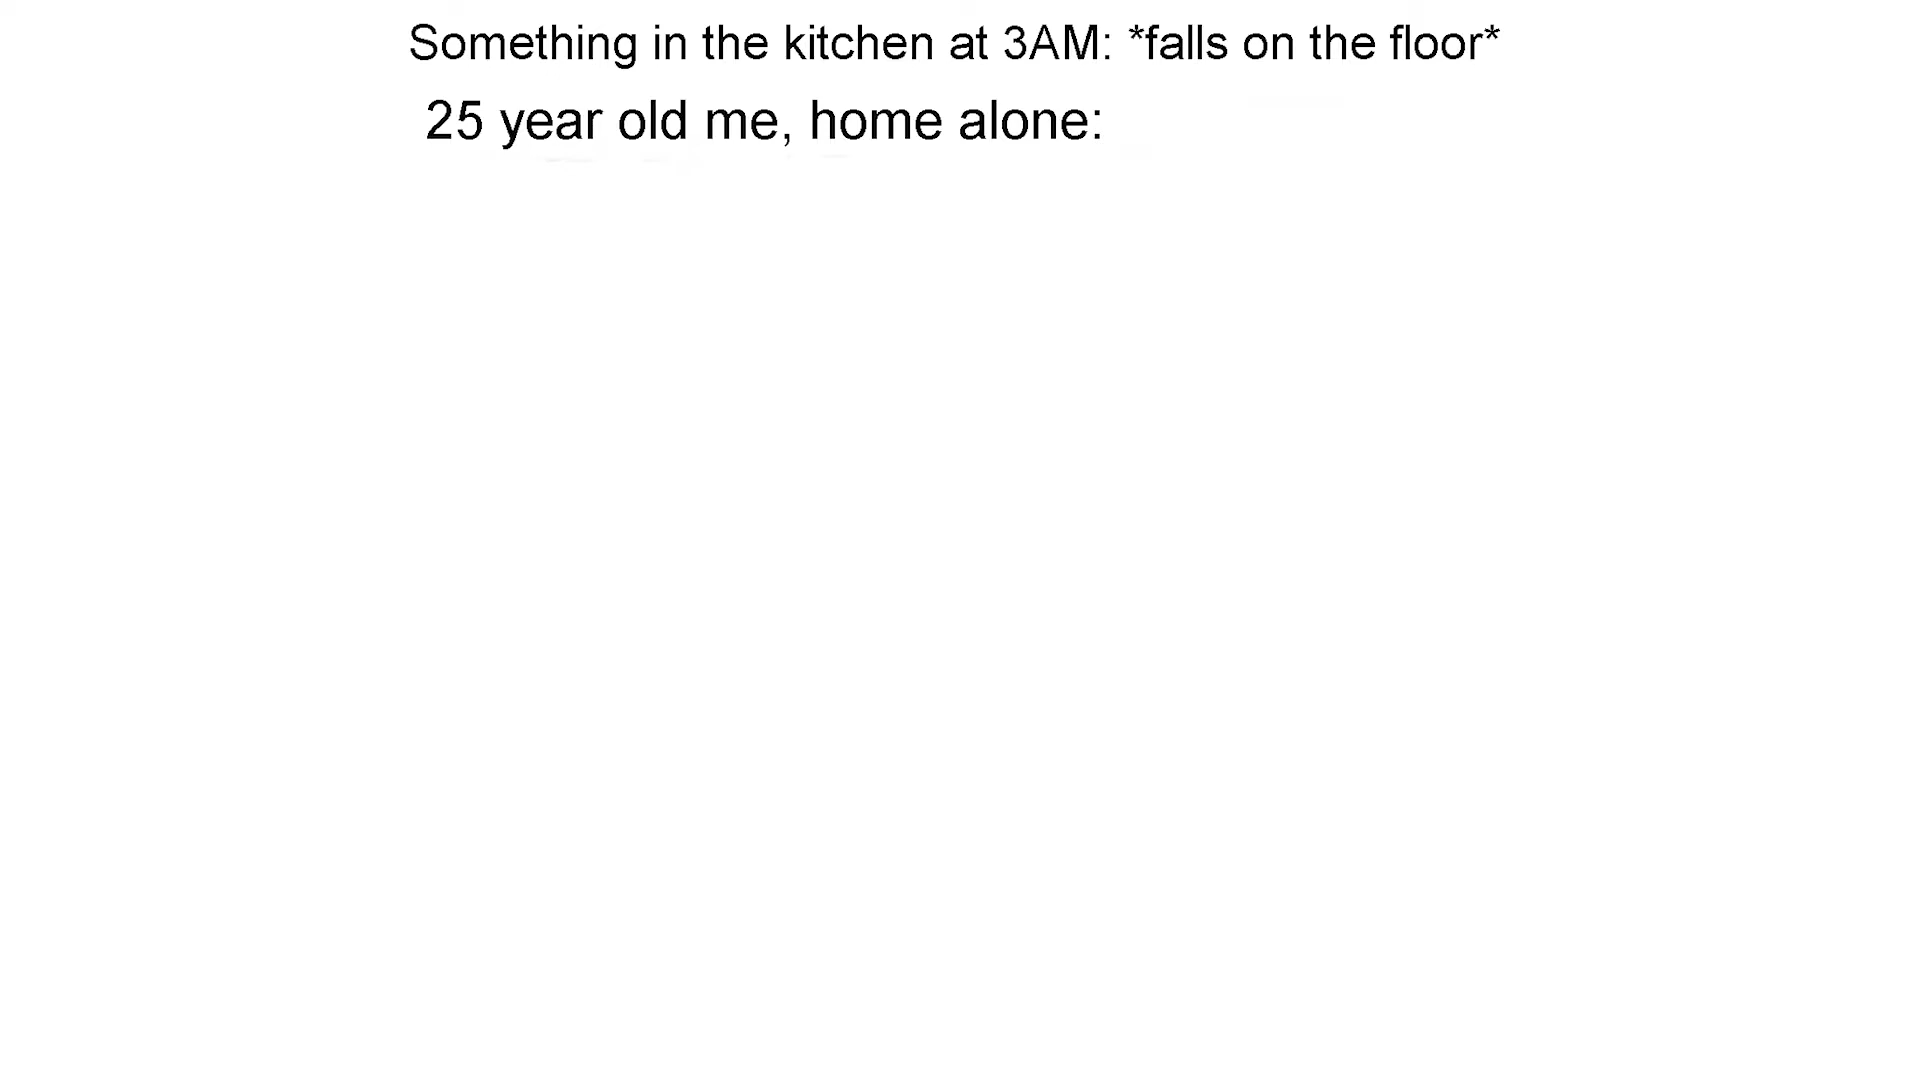 Something in the kitchen at 3AM: *falls on the floor*
25 year old me, home alone: